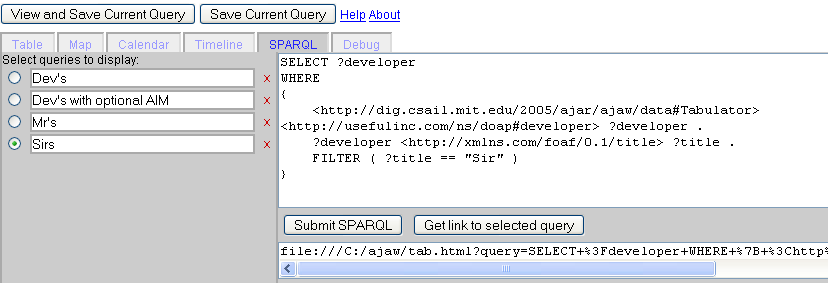 View and Save Current Query Save Current Query Help About
Table Map Calendar Timeline SPARQL Debug
Select queries to display:
Dev's x
Dev's with optional AIM x
Mr's x
Sirs x
SELECT ?developer
WHERE
{
<http://dig.csail.mit.edu/2005/ajar/ajaw/data#Tabulator>
<http://usefulinc.com/ns/doap#developer> ?developer .
?developer <http://xmlns.com/foaf/0.1/title> ?title .
FILTER ( ?title == "Sir" )
}
Submit SPARQL Get link to selected query
file:///C:/ajaw/tab.html?query=SELECT+%3Fdeveloper+WHERE+%7B+%3Chttp%